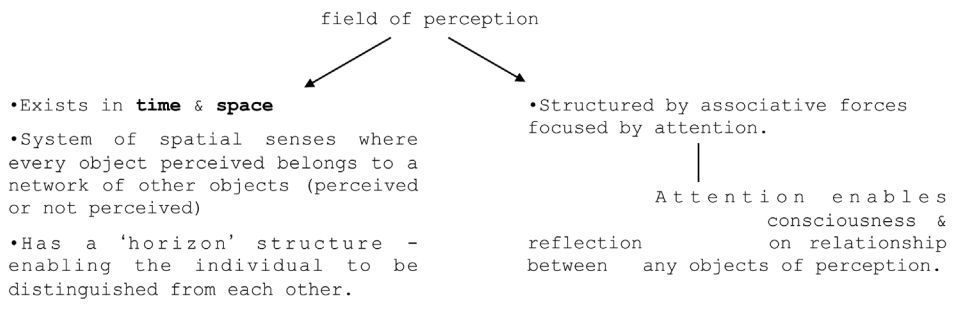 field of perception
•Exists in time & space
•System of spatial senses where
every object perceived belongs to a
network of other objects (perceived
or not perceived)
•Has a ‘horizon’ structure -
enabling the individual to be
distinguished from each other.
•Structured by associative forces
focused by attention.
Attention enables
consciousness &
reflection on relationship
between any objects of perception.